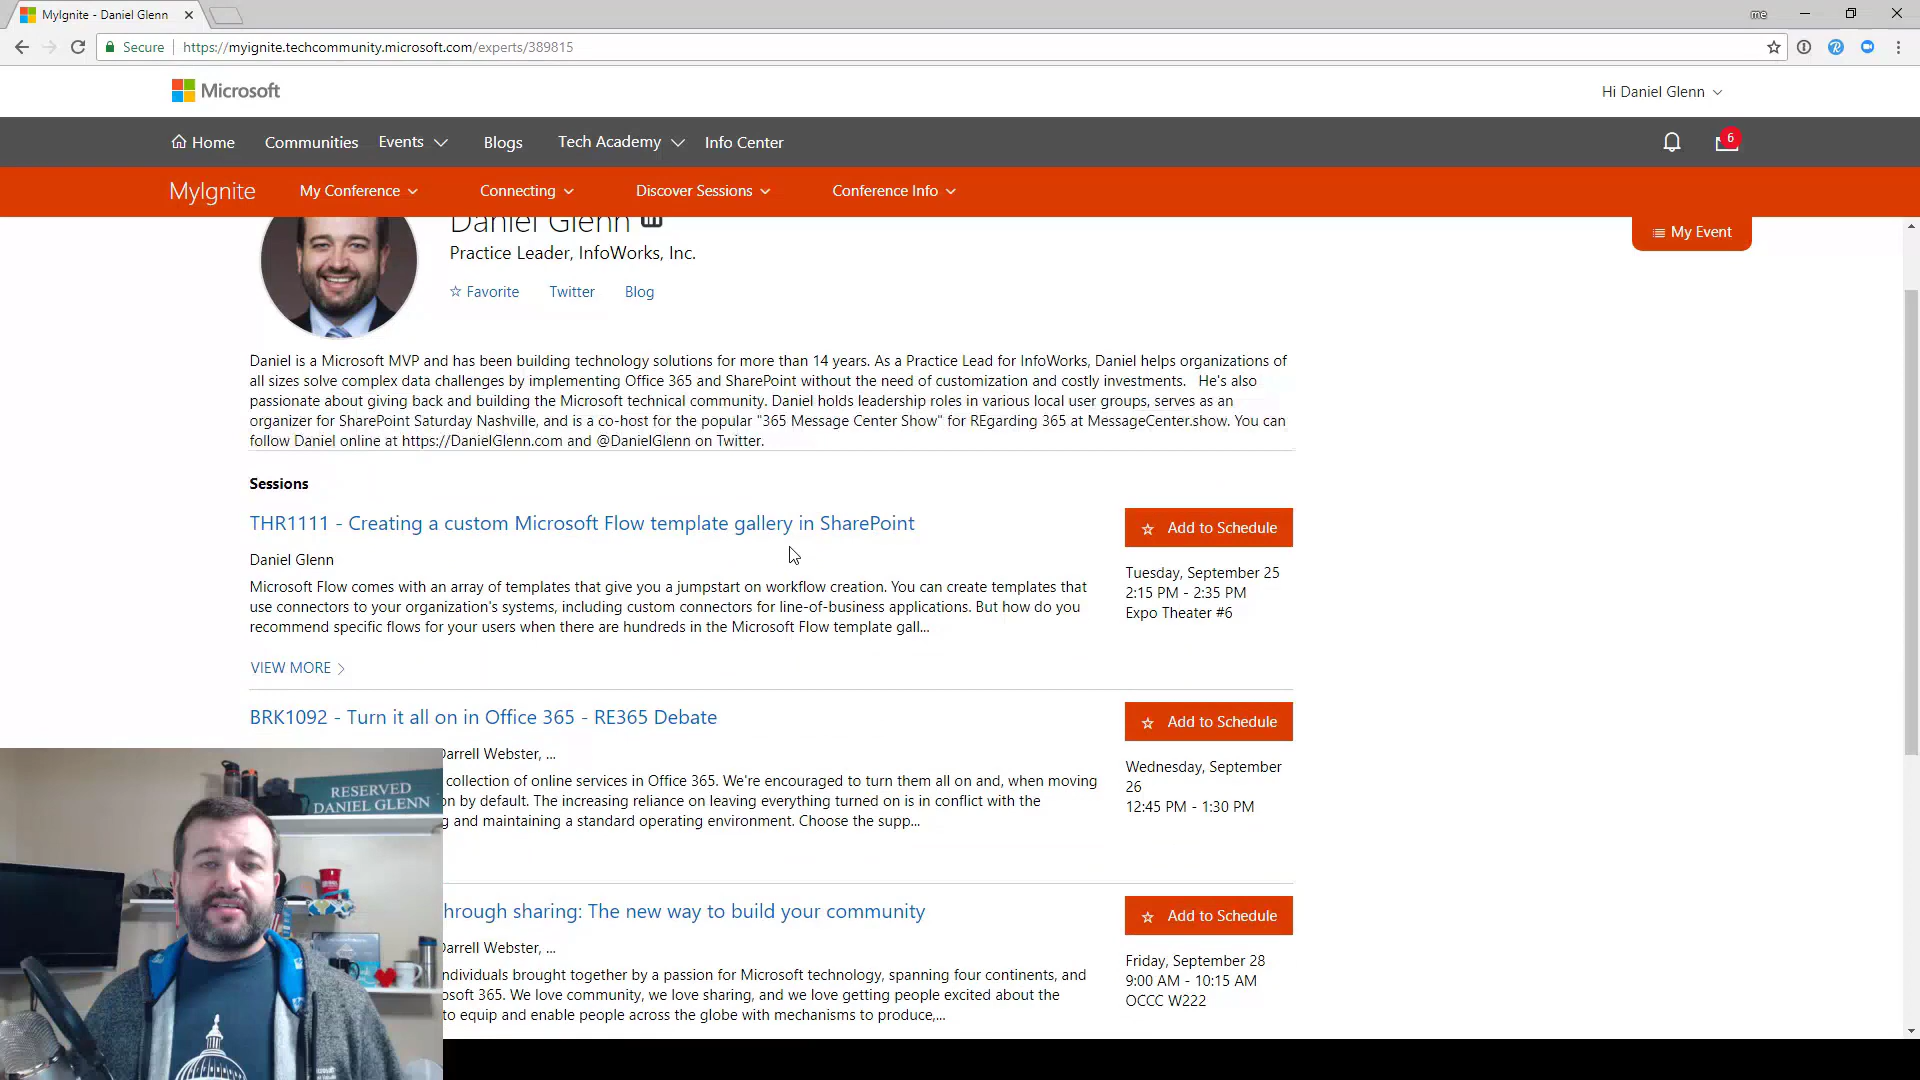 MyIgnite - Daniel Glenn
me
Secure
https://myignite.techcommunity.microsoft.com/experts/389815
Microsoft
Hi Daniel Glenn
Home Communities Events Blogs Tech Academy Info Center
6
MyIgnite My Conference Connecting Discover Sessions Conference Info
My Event
Daniel Glenn
Practice Leader, InfoWorks, Inc.
Favorite Twitter Blog
Daniel is a Microsoft MVP and has been building technology solutions for more than 14 years. As a Practice Lead for InfoWorks, Daniel helps organizations of
all sizes solve complex data challenges by implementing Office 365 and SharePoint without the need of customization and costly investments. He's also
passionate about giving back and building the Microsoft technical community. Daniel holds leadership roles in various local user groups, serves as an
organizer for SharePoint Saturday Nashville, and is a co-host for the popular "365 Message Center Show" for REgarding 365 at MessageCenter.show. You can
follow Daniel online at https://DanielGlenn.com and @DanielGlenn on Twitter.
Sessions
THR1111 - Creating a custom Microsoft Flow template gallery in SharePoint
Daniel Glenn
Microsoft Flow comes with an array of templates that give you a jumpstart on workflow creation. You can create templates that
use connectors to your organization's systems, including custom connectors for line-of-business applications. But how do you
recommend specific flows for your users when there are hundreds in the Microsoft Flow template gall...
VIEW MORE
Add to Schedule
Tuesday, September 25
2:15 PM - 2:35 PM
Expo Theater #6
BRK1092 - Turn it all on in Office 365 - RE365 Debate
Darrell Webster, ...
collection of online services in Office 365. We're encouraged to turn them all on and, when moving
on by default. The increasing reliance on leaving everything turned on is in conflict with the
g and maintaining a standard operating environment. Choose the supp...
Add to Schedule
Wednesday, September
26
12:45 PM - 1:30 PM
hrough sharing: The new way to build your community
Darrell Webster, ...
ndividuals brought together by a passion for Microsoft technology, spanning four continents, and
osoft 365. We love community, we love sharing, and we love getting people excited about the
to equip and enable people across the globe with mechanisms to produce,...
Add to Schedule
Friday, September 28
9:00 AM - 10:15 AM
OCCC W222
RESERVED
DANIEL GLENN